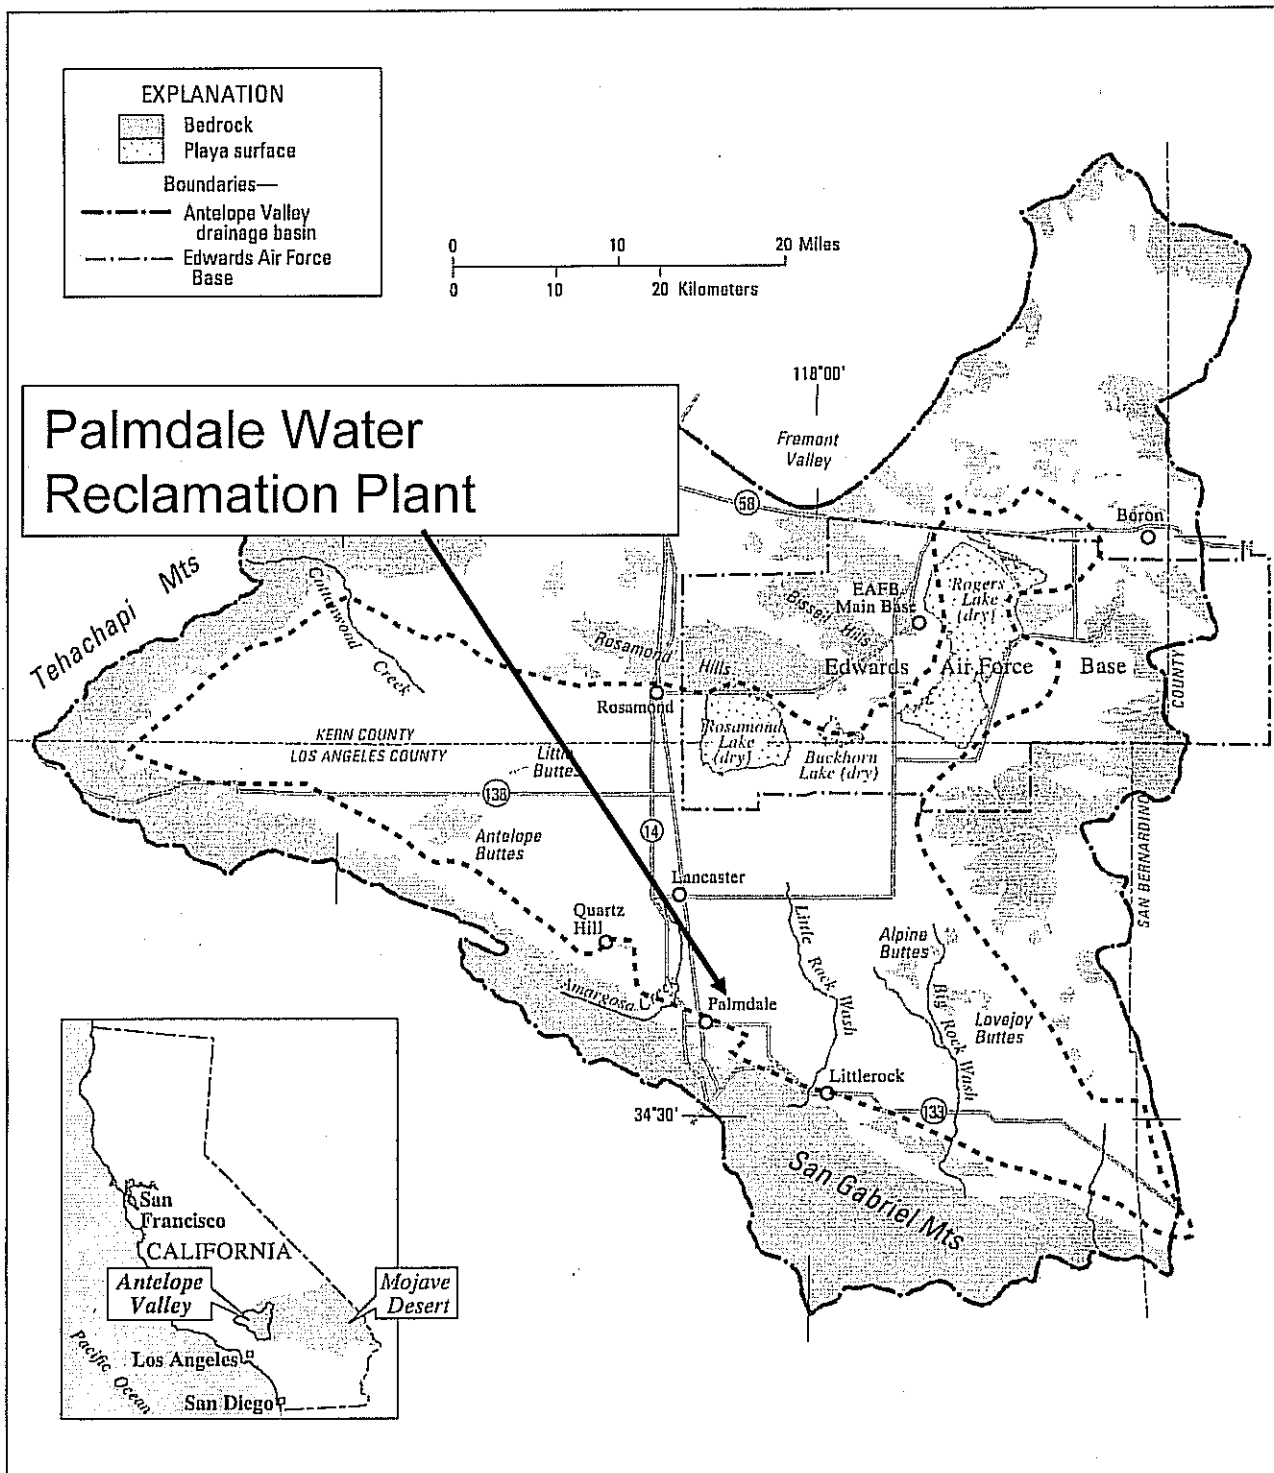 EXPLANATION
Bedrock
Playa surface
Boundaries—
Antelope Valley
drainage basin
Edwards Air Force
Base
0 10 20 Miles
0 10 20 Kilometers
118°00'
Palmdale Water
Reclamation Plant
Fremont
Valley
58
Boron
Tehachapi Mts
Cottonwood
Creek
EAFB
Main Base
Rogers
Lake
(dry)
Bissell Hills
Rosamond
Hills
Edwards Air Force Base
Rosamond
COUNTY
Rosamond
Lake
(dry)
Buckhorn
Lake (dry)
KERN COUNTY
LOS ANGELES COUNTY
Little
Buttes
138
14
Antelope
Buttes
SAN BERNARDINO
Lancaster
Quartz
Hill
Little Rock Wash
Alpine
Buttes
Big Rock Wash
Lovejoy
Buttes
Amargosa
Palmdale
Littlerock
34°30'
133
San Gabriel Mts
San
Francisco
CALIFORNIA
Antelope
Valley
Mojave
Desert
Los Angeles
Pacific Ocean
San Diego